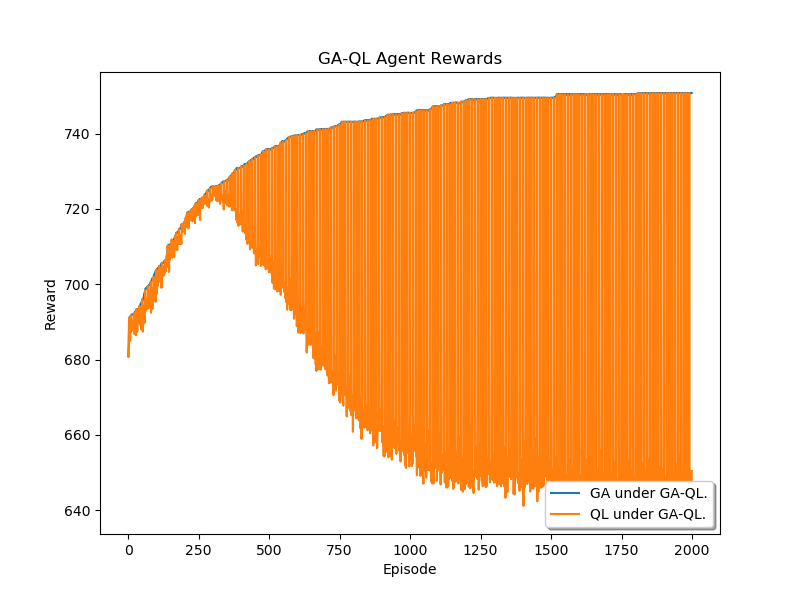 GA-QL Agent Rewards
Reward
740
720
700
680
660
640
GA under GA-QL.
QL under GA-QL.
0 250 500 750 1000 1250 1500 1750 2000
Episode